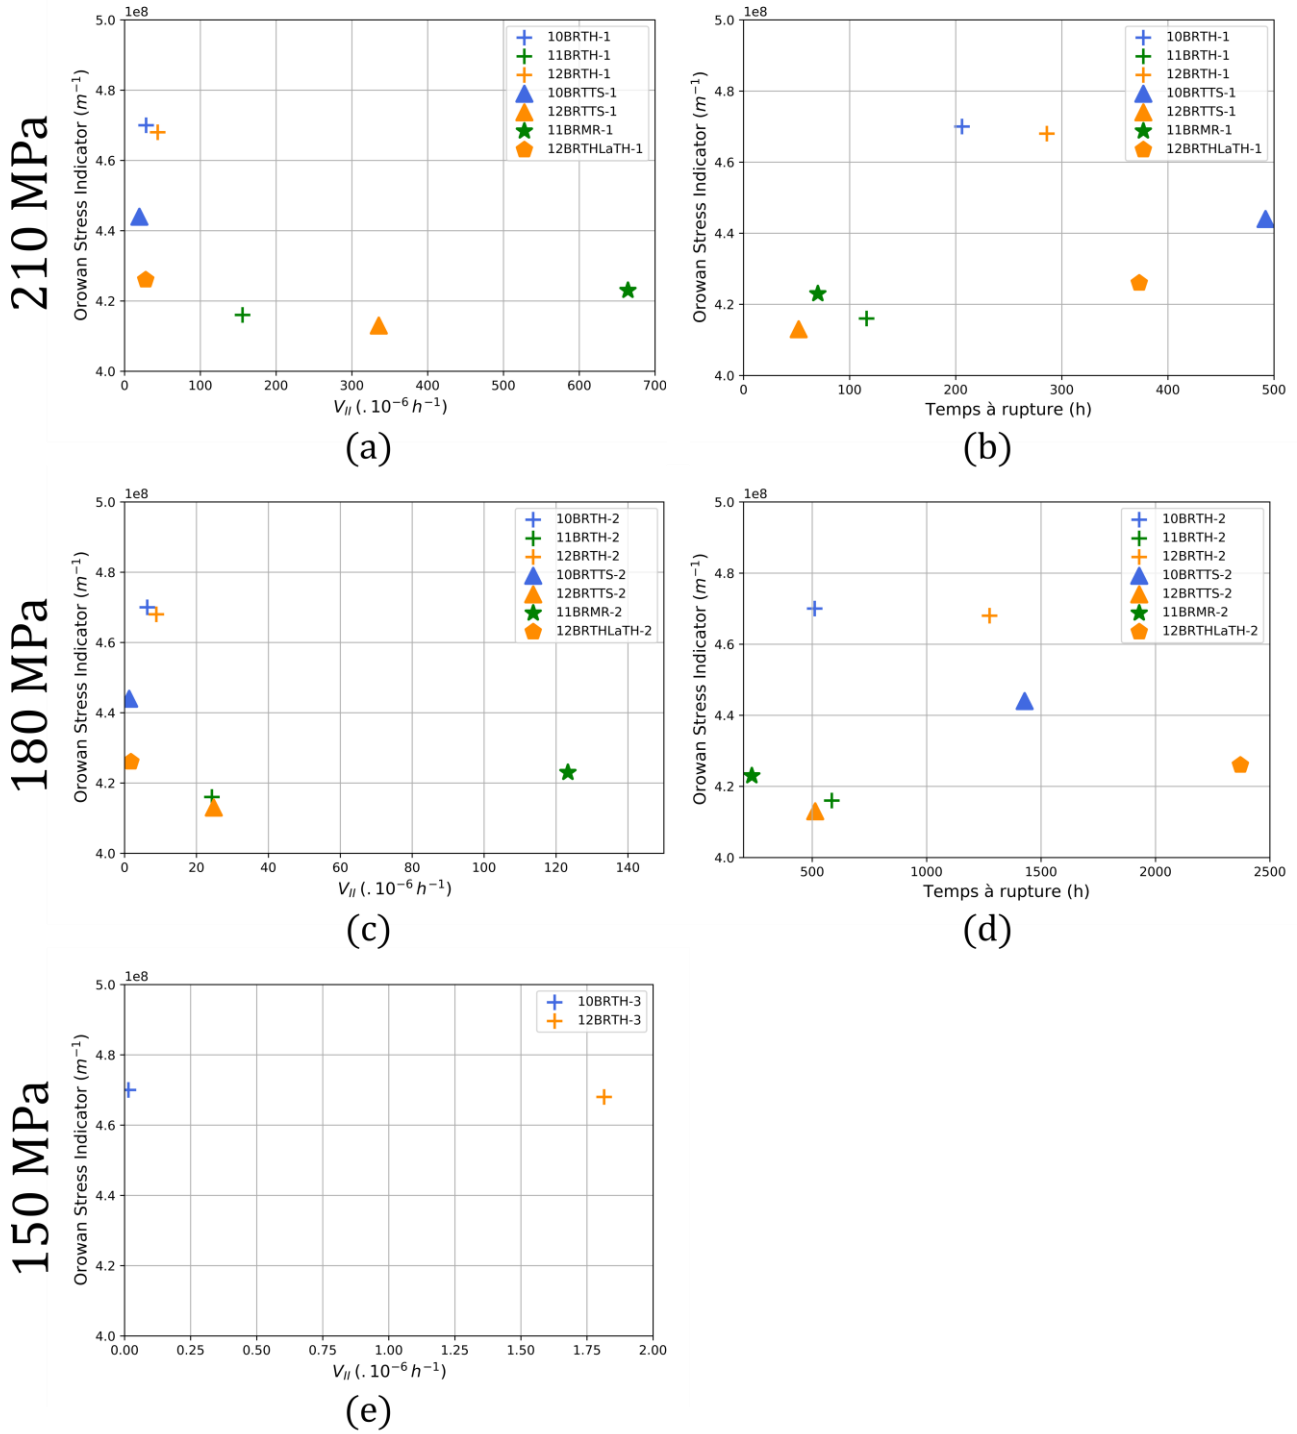 210 MPa
1e8
5.0
4.8
4.6
4.4
4.2
4.0
Orowan Stress Indicator (m⁻¹)
10BRTH-1
11BRTH-1
12BRTH-1
10BRTTS-1
12BRTTS-1
11BRMR-1
12BRTHLaTH-1
0 100 200 300 400 500 600 700
V_II (. 10⁻⁶ h⁻¹)
(a)
1e8
5.0
4.8
4.6
4.4
4.2
4.0
Orowan Stress Indicator (m⁻¹)
10BRTH-1
11BRTH-1
12BRTH-1
10BRTTS-1
12BRTTS-1
11BRMR-1
12BRTHLaTH-1
0 100 200 300 400 500
Temps à rupture (h)
(b)
180 MPa
1e8
5.0
4.8
4.6
4.4
4.2
4.0
Orowan Stress Indicator (m⁻¹)
10BRTH-2
11BRTH-2
12BRTH-2
10BRTTS-2
12BRTTS-2
11BRMR-2
12BRTHLaTH-2
0 20 40 60 80 100 120 140
V_II (. 10⁻⁶ h⁻¹)
(c)
1e8
5.0
4.8
4.6
4.4
4.2
4.0
Orowan Stress Indicator (m⁻¹)
10BRTH-2
11BRTH-2
12BRTH-2
10BRTTS-2
12BRTTS-2
11BRMR-2
12BRTHLaTH-2
500 1000 1500 2000 2500
Temps à rupture (h)
(d)
150 MPa
1e8
5.0
4.8
4.6
4.4
4.2
4.0
Orowan Stress Indicator (m⁻¹)
10BRTH-3
12BRTH-3
0.00 0.25 0.50 0.75 1.00 1.25 1.50 1.75 2.00
V_II (. 10⁻⁶ h⁻¹)
(e)